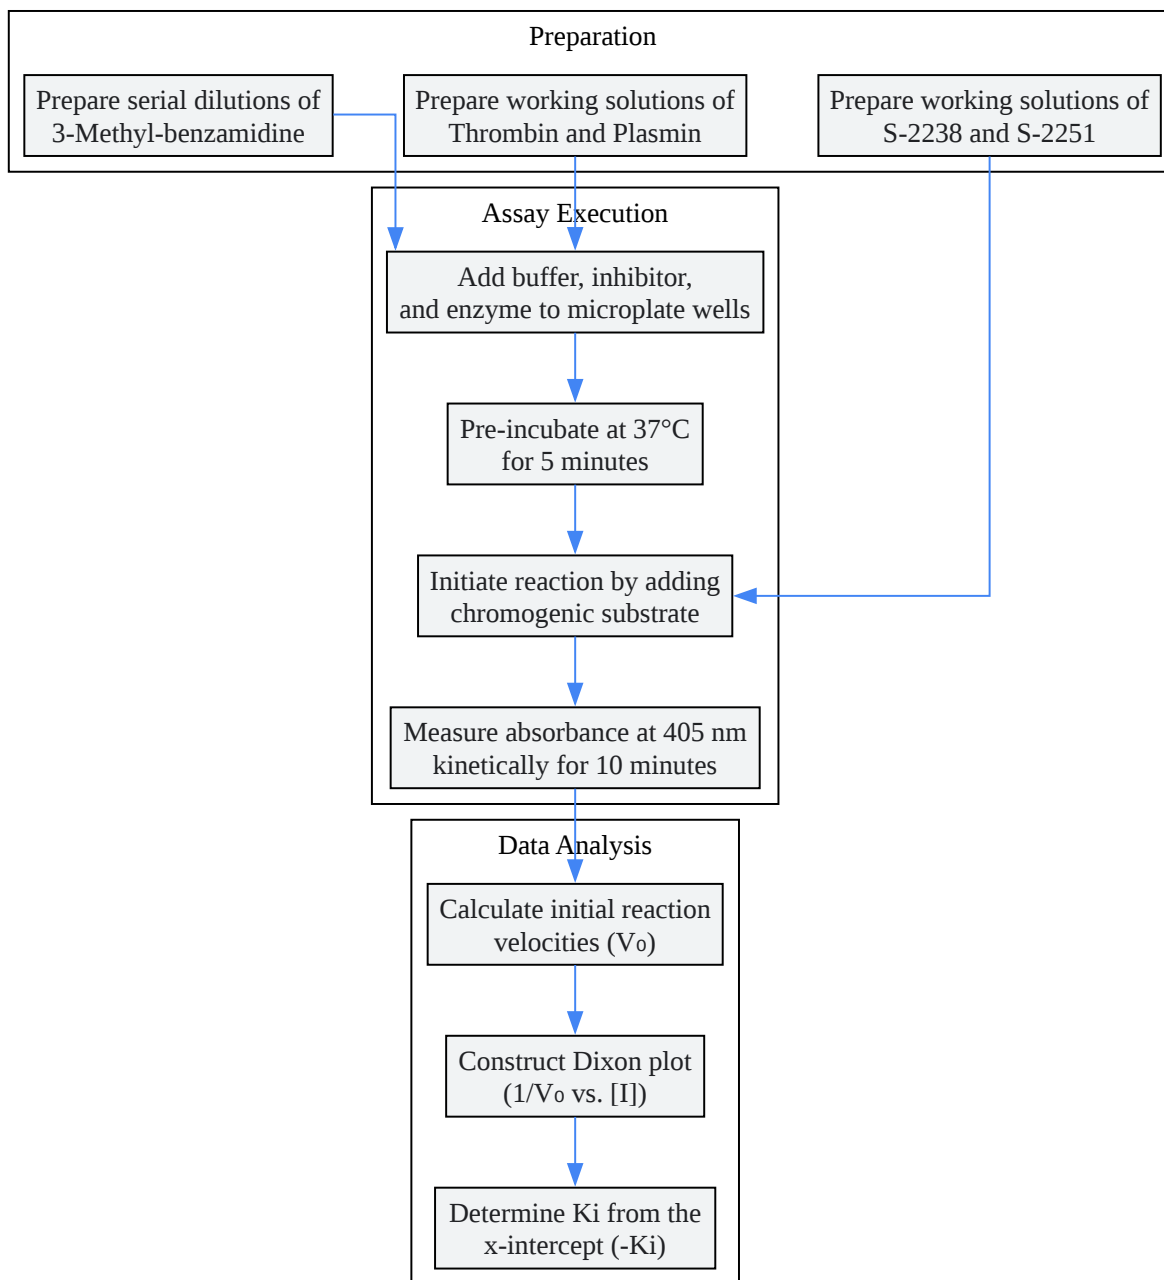 Preparation
Prepare serial dilutions of
3-Methyl-benzamidine
Prepare working solutions of
Thrombin and Plasmin
Prepare working solutions of
S-2238 and S-2251
Assay Execution
Add buffer, inhibitor,
and enzyme to microplate wells
Pre-incubate at 37°C
for 5 minutes
Initiate reaction by adding
chromogenic substrate
Measure absorbance at 405 nm
kinetically for 10 minutes
Data Analysis
Calculate initial reaction
velocities (V₀)
Construct Dixon plot
(1/V₀ vs. [I])
Determine Ki from the
x-intercept (-Ki)